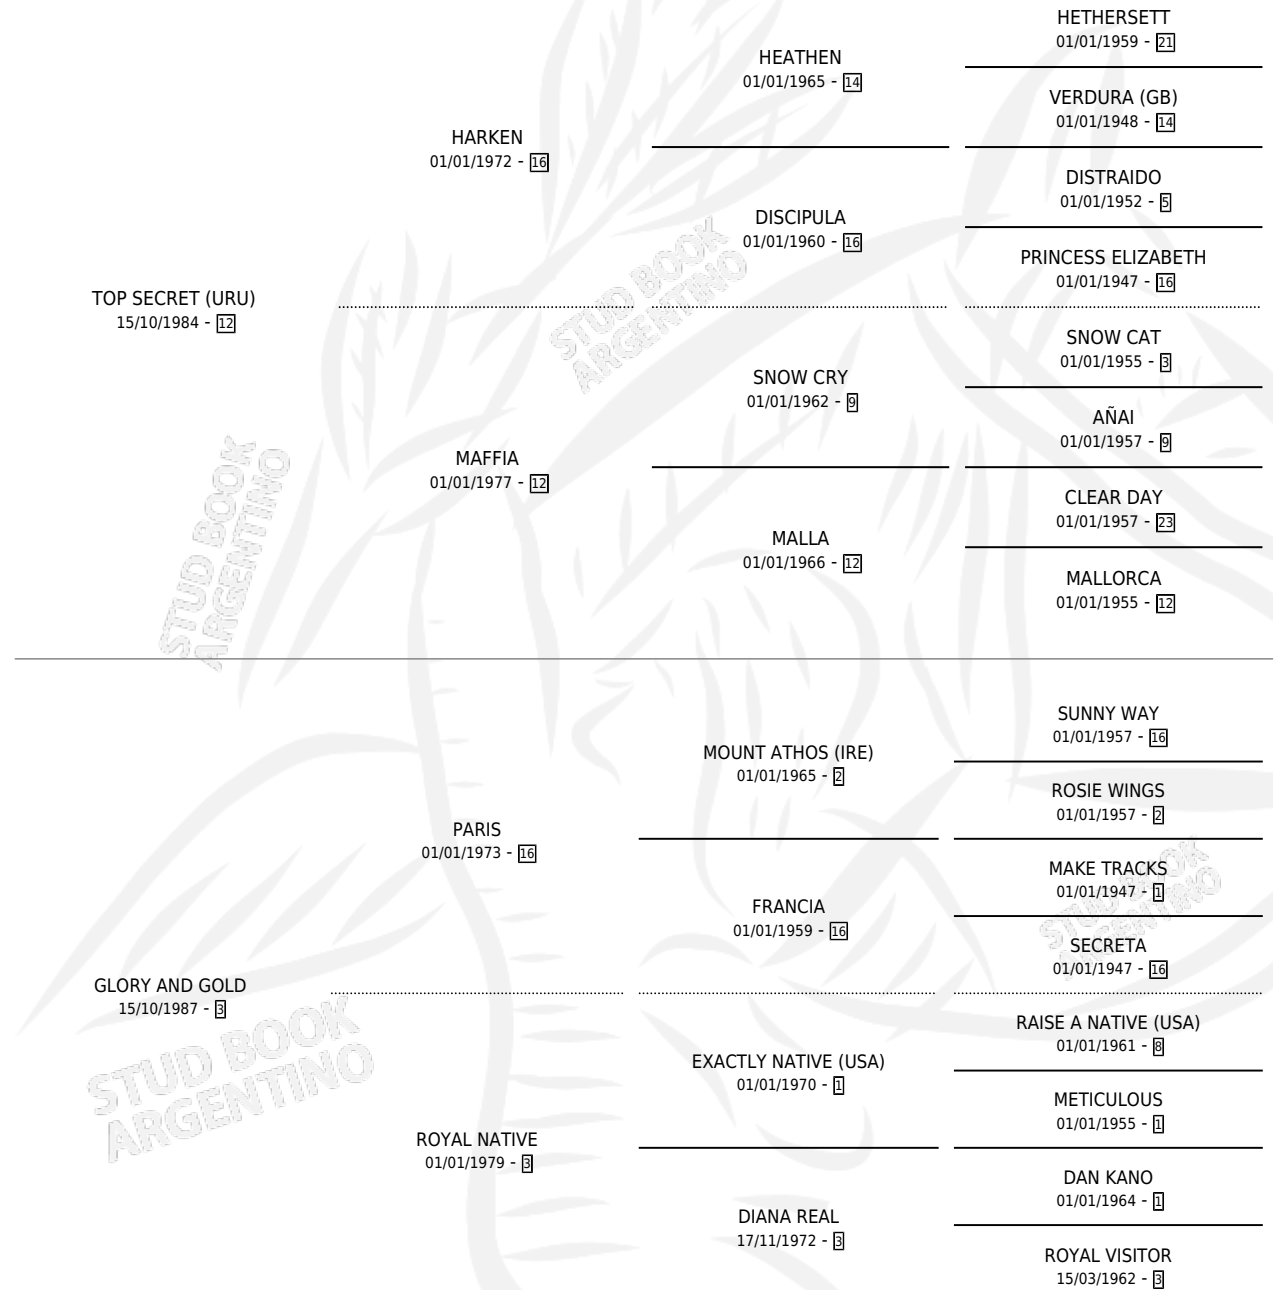 HETHERSETT
01/01/1959 - 21
HEATHEN
01/01/1965 - 14
VERDURA (GB)
01/01/1948 - 14
HARKEN
01/01/1972 - 16
DISTRAIDO
01/01/1952 - 5
DISCIPULA
01/01/1960 - 16
PRINCESS ELIZABETH
01/01/1947 - 16
TOP SECRET (URU)
15/10/1984 - 12
SNOW CAT
01/01/1955 - 3
SNOW CRY
01/01/1962 - 9
AÑAI
01/01/1957 - 9
MAFFIA
01/01/1977 - 12
CLEAR DAY
01/01/1957 - 23
MALLA
01/01/1966 - 12
MALLORCA
01/01/1955 - 12
STUD BOOK
ARGENTINO
STUD BOOK
ARGENTINO
SUNNY WAY
01/01/1957 - 16
MOUNT ATHOS (IRE)
01/01/1965 - 2
ROSIE WINGS
01/01/1957 - 2
PARIS
01/01/1973 - 16
MAKE TRACKS
01/01/1947 - 1
FRANCIA
01/01/1959 - 16
SECRETA
01/01/1947 - 16
GLORY AND GOLD
15/10/1987 - 3
RAISE A NATIVE (USA)
01/01/1961 - 8
EXACTLY NATIVE (USA)
01/01/1970 - 1
METICULOUS
01/01/1955 - 1
ROYAL NATIVE
01/01/1979 - 3
DAN KANO
01/01/1964 - 1
DIANA REAL
17/11/1972 - 3
ROYAL VISITOR
15/03/1962 - 3
STUD BOOK
ARGENTINO
STUD BOOK
ARGENTINO